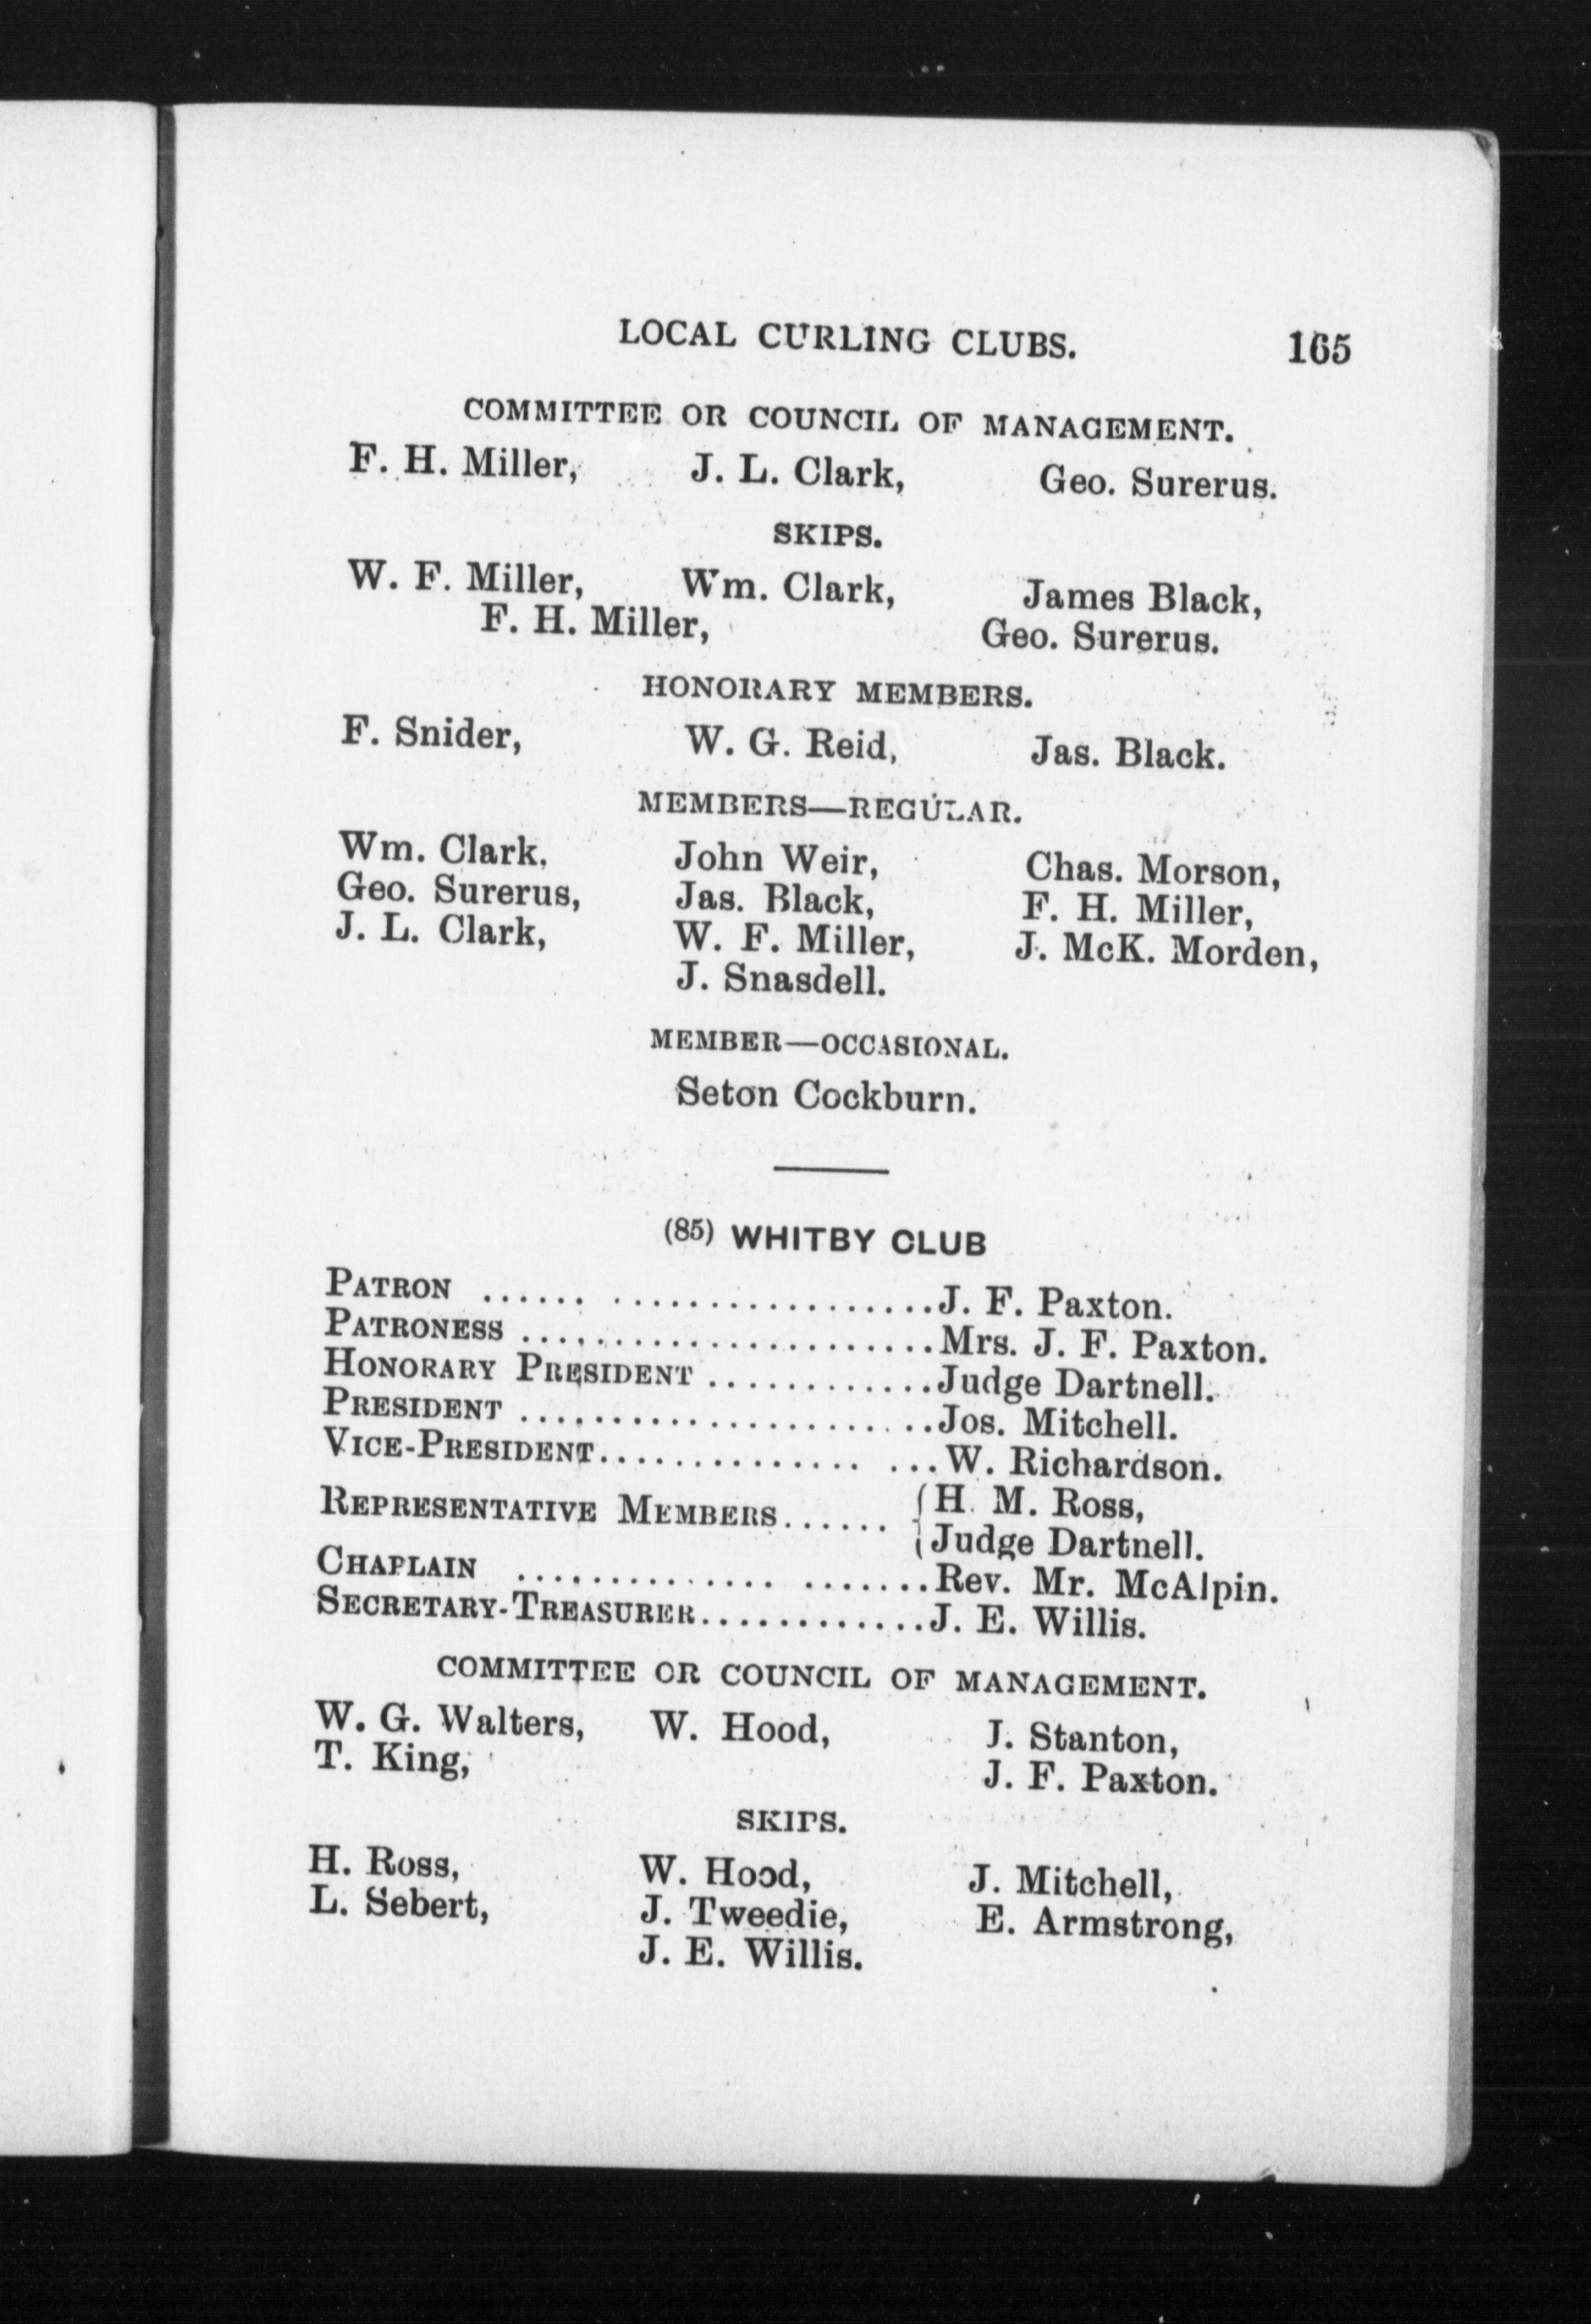 LOCAL CURLING CLUBS. 165
COMMITTEE OR COUNCIL OF MANAGEMENT.
F. H. Miller, J. L. Clark, Geo. Surerus.
SKIPS.
W. F. Miller, Wm. Clark, James Black,
F. H. Miller, Geo. Surerus.
HONORARY MEMBERS.
F. Snider, W. G. Reid, Jas. Black.
MEMBERS—REGULAR.
Wm. Clark, John Weir, Chas. Morson,
Geo. Surerus, Jas. Black, F. H. Miller,
J. L. Clark, W. F. Miller, J. McK. Morden,
J. Snasdell.
MEMBER—OCCASIONAL.
Seton Cockburn.
(85) WHITBY CLUB
PATRON ...... .................J. F. Paxton.
PATRONESS ......................Mrs. J. F. Paxton.
HONORARY PRESIDENT ............Judge Dartnell.
PRESIDENT ......................Jos. Mitchell.
VICE-PRESIDENT.............. ...W. Richardson.
REPRESENTATIVE MEMBERS...... {H. M. Ross,
Judge Dartnell.
CHAPLAIN .............. .......Rev. Mr. McAlpin.
SECRETARY-TREASURER............J. E. Willis.
COMMITTEE OR COUNCIL OF MANAGEMENT.
W. G. Walters, W. Hood, J. Stanton,
T. King, J. F. Paxton.
SKIPS.
H. Ross, W. Hood, J. Mitchell,
L. Sebert, J. Tweedie, E. Armstrong,
J. E. Willis.